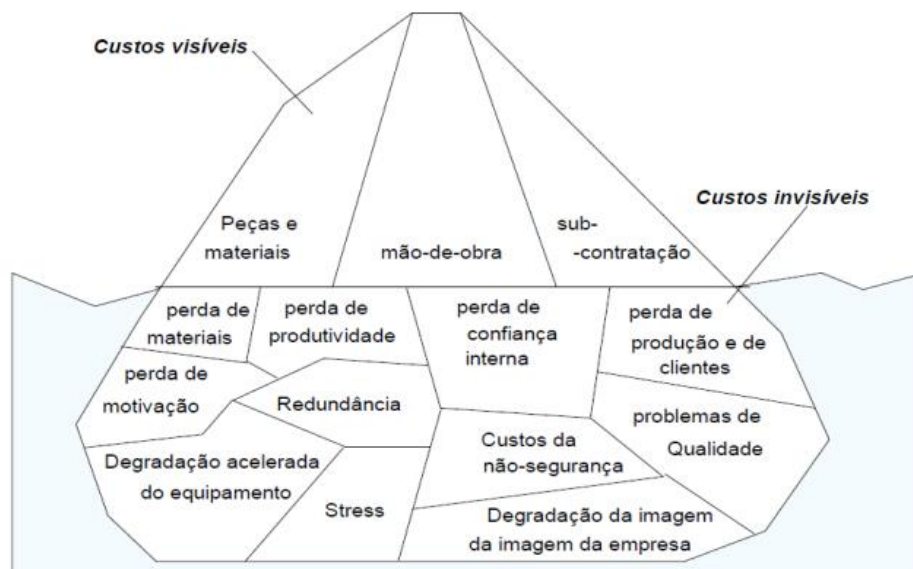 Custos visíveis
Custos invisíveis
Peças e
materiais
mão-de-obra
sub-
-contratação
perda de
materiais
perda de
produtividade
perda de
confiança
interna
perda de
produção e de
clientes
perda de
motivação
Redundância
problemas de
Qualidade
Custos da
não-segurança
Degradação acelerada
do equipamento
Stress
Degradação da imagem
da imagem da empresa